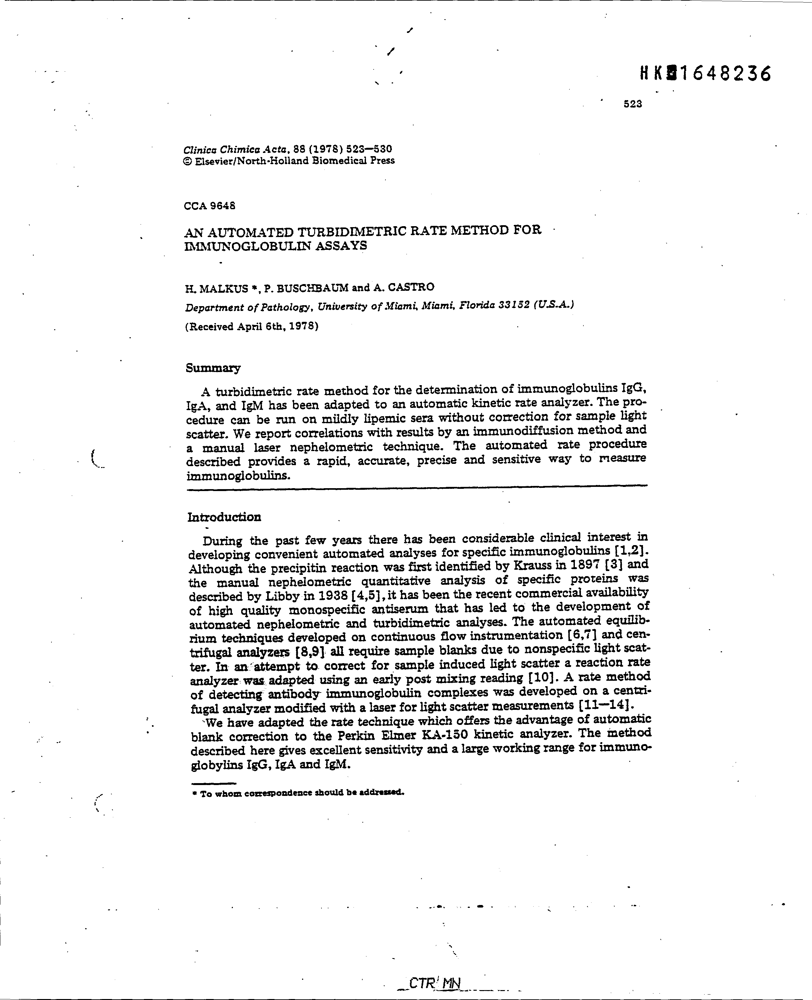 HK 1648236
523
Clinica Chimica Acta, 88 (1978) 523—530
© Elsevier/North-Holland Biomedical Press
CCA 9648
AN AUTOMATED TURBIDIMETRIC RATE METHOD FOR
IMMUNOGLOBULIN ASSAYS
H. MALKUS *, P. BUSCHBAUM and A. CASTRO
Department of Pathology, University of Miami, Miami, Florida 33152 (U.S.A.)
(Received April 6th, 1978)
Summary
A turbidimetric rate method for the determination of immunoglobulins IgG,
IgA, and IgM has been adapted to an automatic kinetic rate analyzer. The pro-
cedure can be run on mildly lipemic sera without correction for sample light
scatter. We report correlations with results by an immunodiffusion method and
a manual laser nephelometric technique. The automated rate procedure
described provides a rapid, accurate, precise and sensitive way to measure
immunoglobulins.
Introduction
During the past few years there has been considerable clinical interest in
developing convenient automated analyses for specific immunoglobulins [1,2].
Although the precipitin reaction was first identified by Krauss in 1897 [3] and
the manual nephelometric quantitative analysis of specific proteins was
described by Libby in 1938 [4,5], it has been the recent commercial availability
of high quality monospecific antiserum that has led to the development of
automated nephelometric and turbidimetric analyses. The automated equilib-
rium techniques developed on continuous flow instrumentation [6,7] and cen-
trifugal analyzers [8,9] all require sample blanks due to nonspecific light scat-
ter. In an attempt to correct for sample induced light scatter a reaction rate
analyzer was adapted using an early post mixing reading [10]. A rate method
of detecting antibody immunoglobulin complexes was developed on a centri-
fugal analyzer modified with a laser for light scatter measurements [11—14].
We have adapted the rate technique which offers the advantage of automatic
blank correction to the Perkin Elmer KA-150 kinetic analyzer. The method
described here gives excellent sensitivity and a large working range for immuno-
globylins IgG, IgA and IgM.
* To whom correspondence should be addressed.
CTR MN